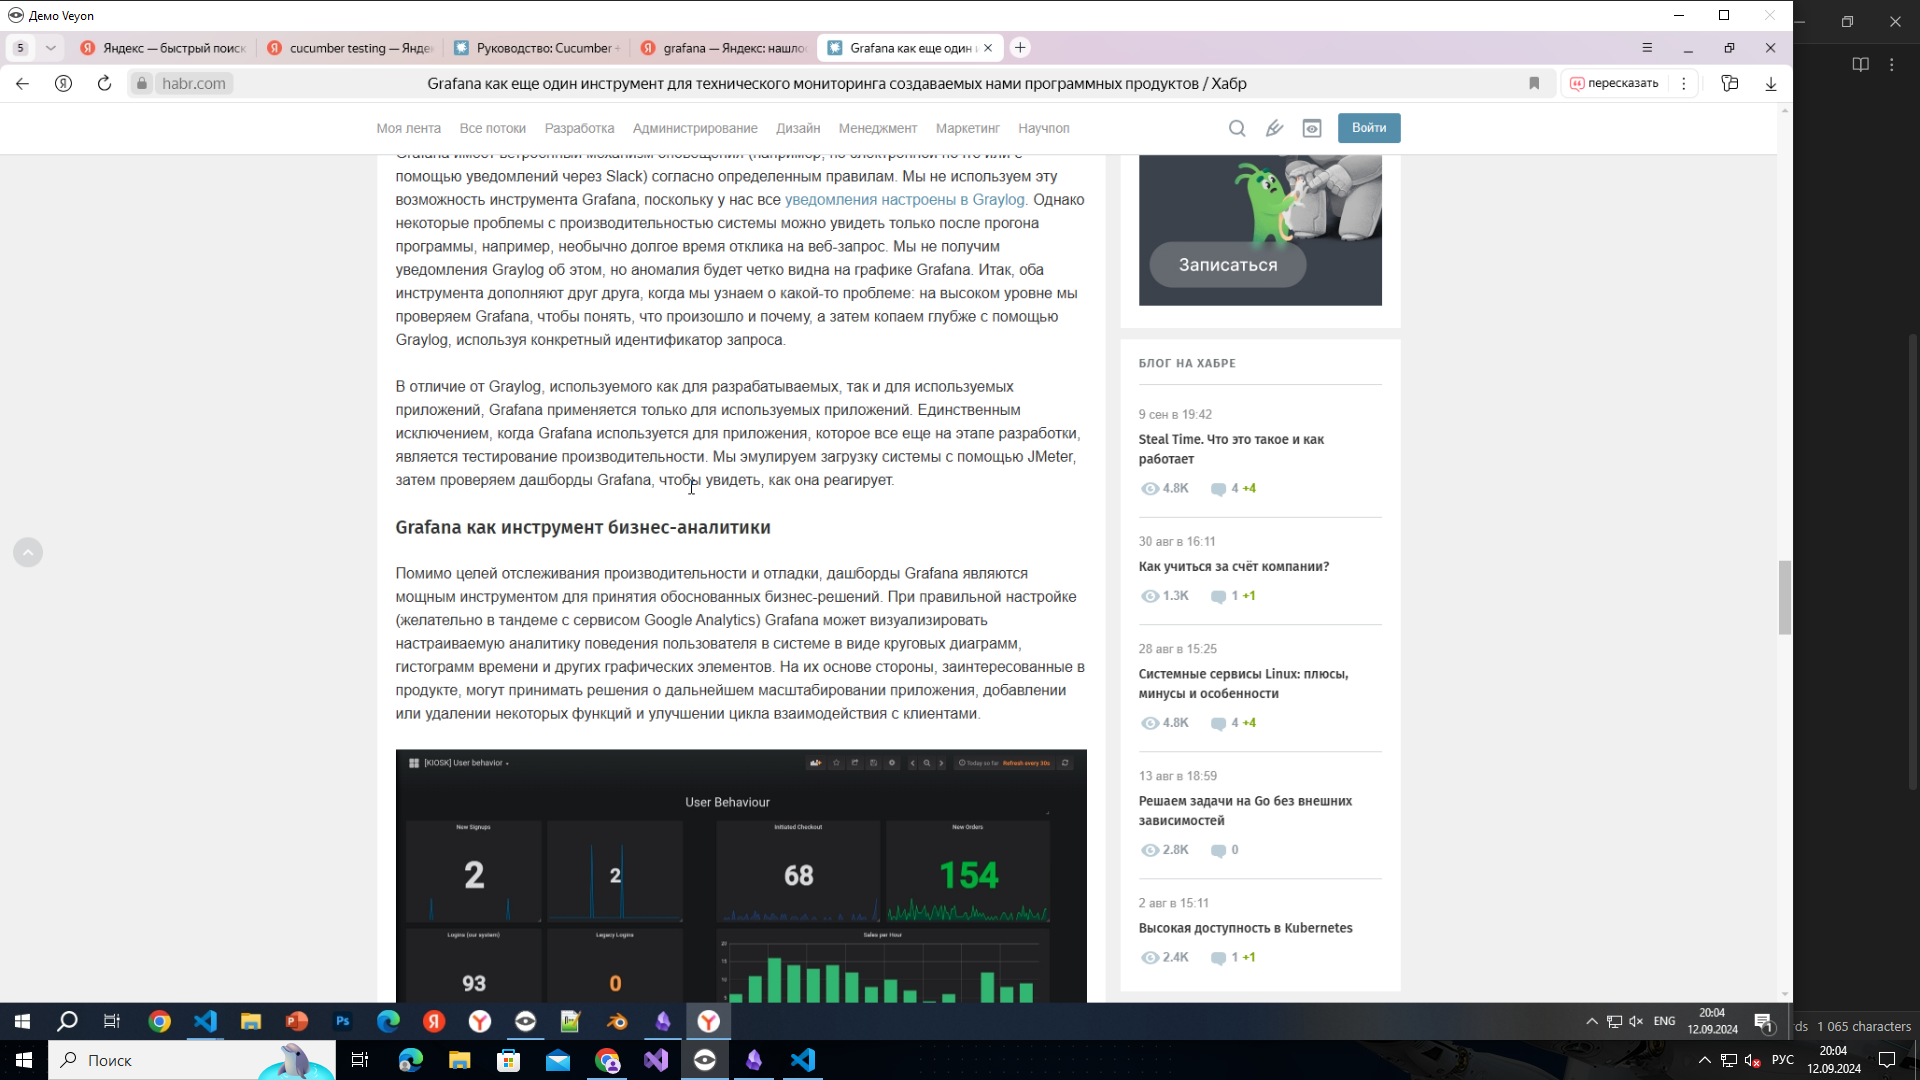 Демо Veyon
5
Яндекс — быстрый поиск
cucumber testing — Янде
Руководство: Cucumber +
grafana — Яндекс: нашлос
Grafana как еще один и
habr.com
Grafana как еще один инструмент для технического мониторинга создаваемых нами программных продуктов / Хабр
пересказать
Моя лента
Все потоки
Разработка
Администрирование
Дизайн
Менеджмент
Маркетинг
Научпоп
Войти
помощью уведомлений через Slack) согласно определенным правилам. Мы не используем эту
возможность инструмента Grafana, поскольку у нас все уведомления настроены в Graylog. Однако
некоторые проблемы с производительностью системы можно увидеть только после прогона
программы, например, необычно долгое время отклика на веб-запрос. Мы не получим
уведомления Graylog об этом, но аномалия будет четко видна на графике Grafana. Итак, оба
инструмента дополняют друг друга, когда мы узнаем о какой-то проблеме: на высоком уровне мы
проверяем Grafana, чтобы понять, что произошло и почему, а затем копаем глубже с помощью
Graylog, используя конкретный идентификатор запроса.
В отличие от Graylog, используемого как для разрабатываемых, так и для используемых
приложений, Grafana применяется только для используемых приложений. Единственным
исключением, когда Grafana используется для приложения, которое все еще на этапе разработки,
является тестирование производительности. Мы эмулируем загрузку системы с помощью JMeter,
затем проверяем дашборды Grafana, чтобы увидеть, как она реагирует.
Grafana как инструмент бизнес-аналитики
Помимо целей отслеживания производительности и отладки, дашборды Grafana являются
мощным инструментом для принятия обоснованных бизнес-решений. При правильной настройке
(желательно в тандеме с сервисом Google Analytics) Grafana может визуализировать
настраиваемую аналитику поведения пользователя в системе в виде круговых диаграмм,
гистограмм времени и других графических элементов. На их основе стороны, заинтересованные в
продукте, могут принимать решения о дальнейшем масштабировании приложения, добавлении
или удалении некоторых функций и улучшении цикла взаимодействия с клиентами.
[KIOSK] User behavior
Today so far
Refresh every 30s
User Behaviour
New Signups
2
2
Initiated Checkout
68
New Orders
154
Logins (our system)
93
Legacy Logins
0
Sales per Hour
20
15
10
5
Записаться
БЛОГ НА ХАБРЕ
9 сен в 19:42
Steal Time. Что это такое и как
работает
4.8K 4 +4
30 авг в 16:11
Как учиться за счёт компании?
1.3K 1 +1
28 авг в 15:25
Системные сервисы Linux: плюсы,
минусы и особенности
4.8K 4 +4
13 авг в 18:59
Решаем задачи на Go без внешних
зависимостей
2.8K 0
2 авг в 15:11
Высокая доступность в Kubernetes
2.4K 1 +1
ENG
20:04
12.09.2024
1
ds 1 065 characters
Поиск
РУС
20:04
12.09.2024